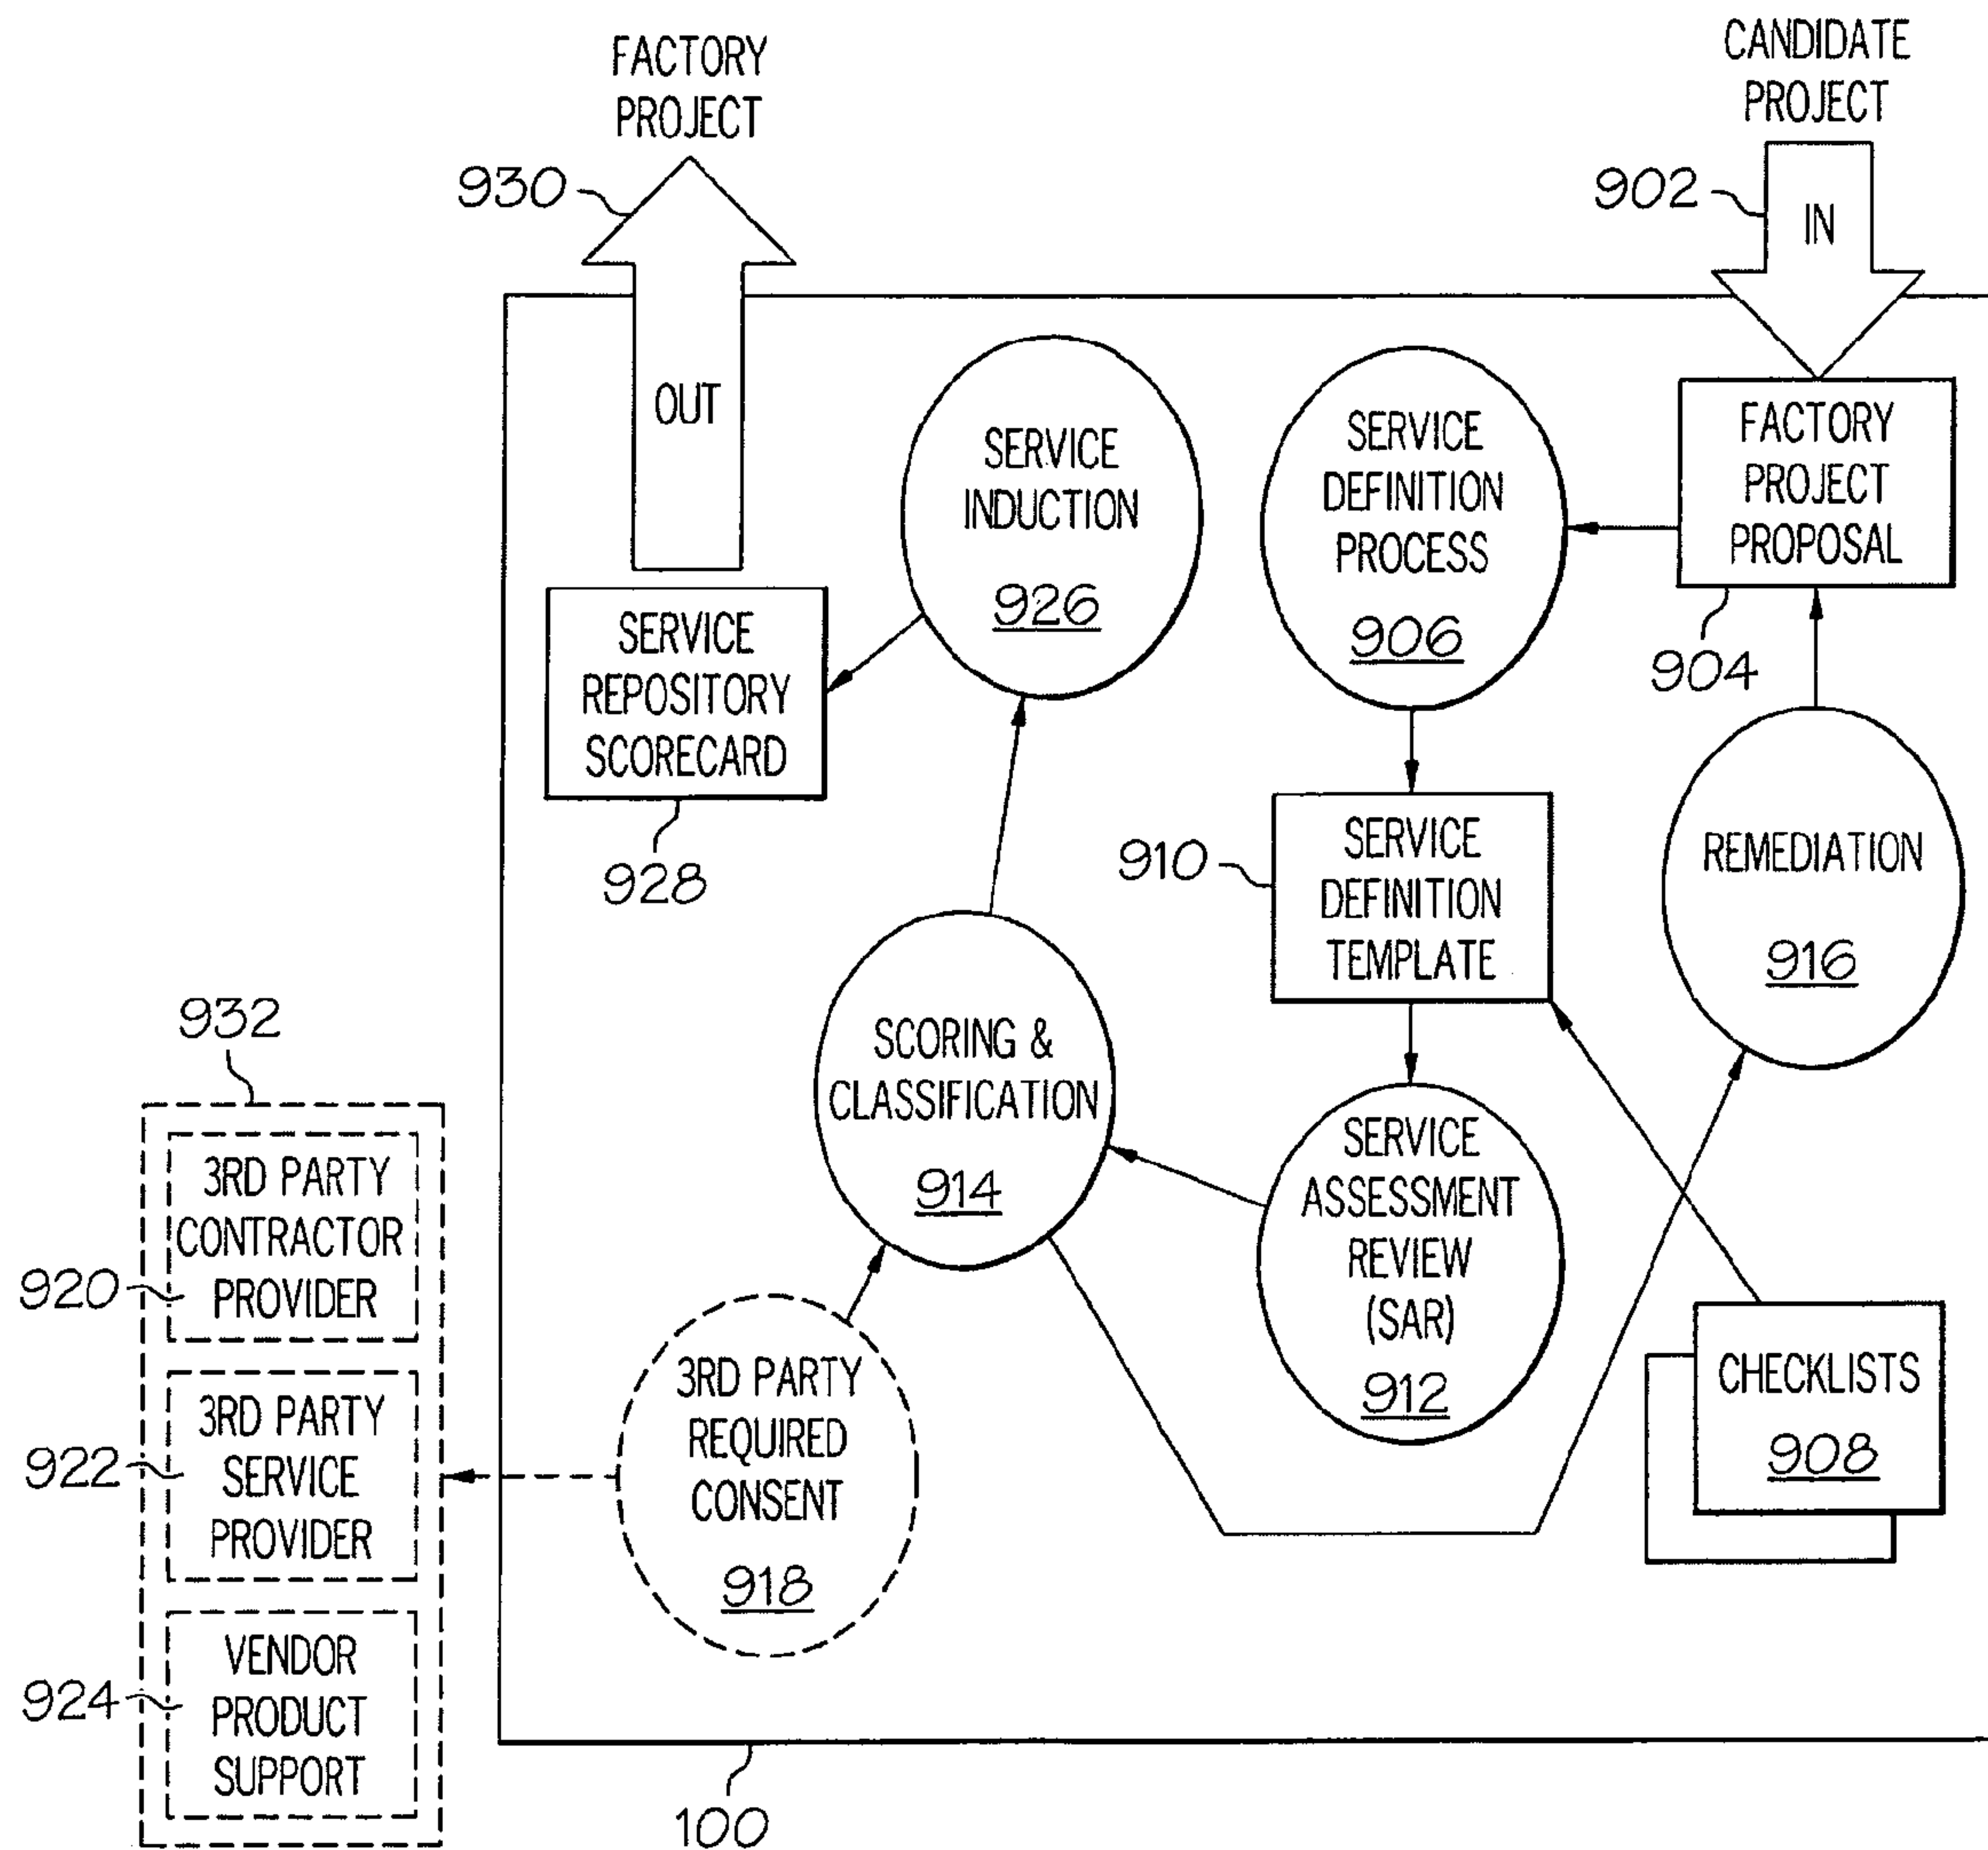 FACTORY
PROJECT
930
OUT
CANDIDATE
PROJECT
902
IN
SERVICE
INDUCTION
926
SERVICE
DEFINITION
PROCESS
906
FACTORY
PROJECT
PROPOSAL
904
SERVICE
REPOSITORY
SCORECARD
928
910
SERVICE
DEFINITION
TEMPLATE
REMEDIATION
916
SCORING &
CLASSIFICATION
914
SERVICE
ASSESSMENT
REVIEW
(SAR)
912
CHECKLISTS
908
932
3RD PARTY
CONTRACTOR
PROVIDER
920
3RD PARTY
SERVICE
PROVIDER
922
VENDOR
PRODUCT
SUPPORT
924
3RD PARTY
REQUIRED
CONSENT
918
100